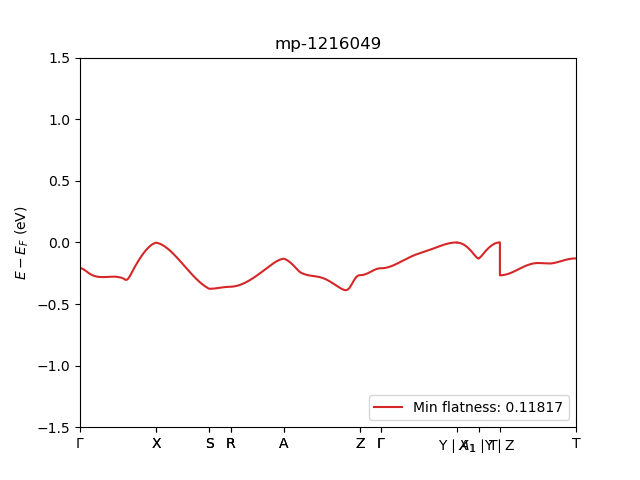 mp-1216049
1.5
1.0
0.5
0.0
−0.5
−1.0
−1.5
E − E_F (eV)
Min flatness: 0.11817
Γ X S R A Z Γ Y | X A₁ | Y T | Z T